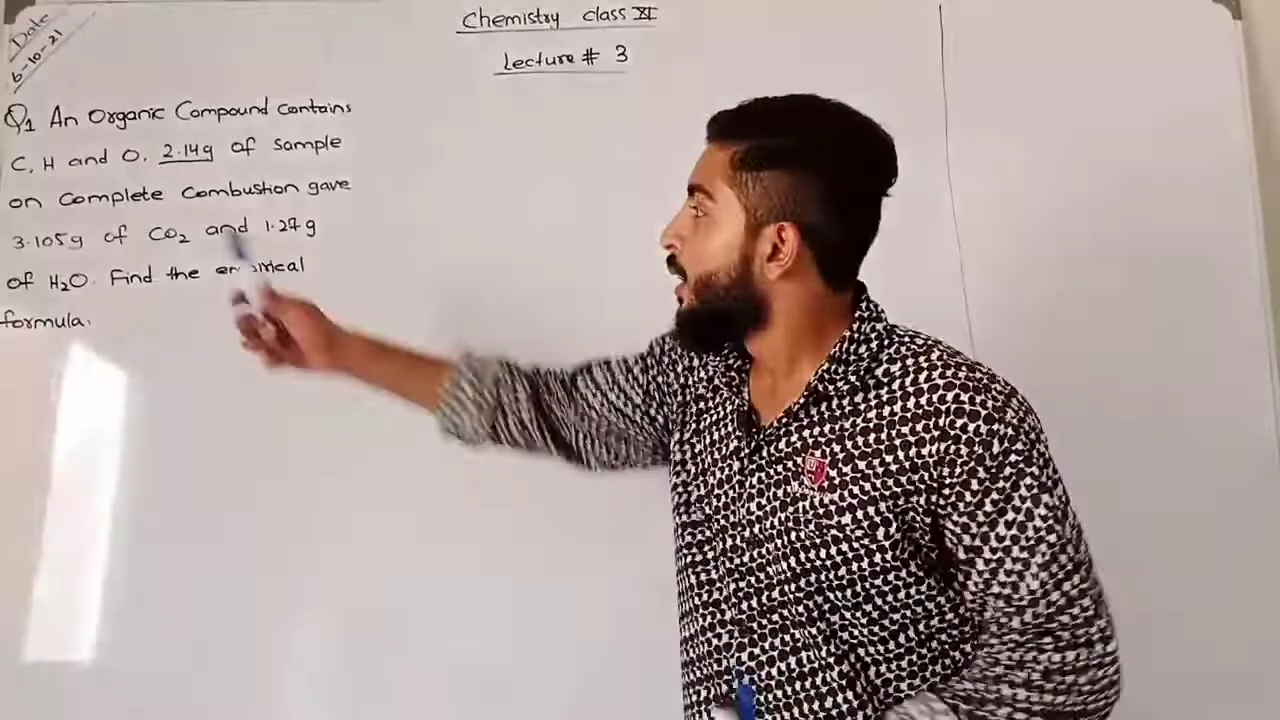 Date
6-10-21
Chemistry class XI
Lecture # 3
Q1 An Organic Compound contains
C, H and O. 2.14g of sample
on complete combustion gave
3.105g of CO2 and 1.27g
of H2O. Find the empirical
formula.